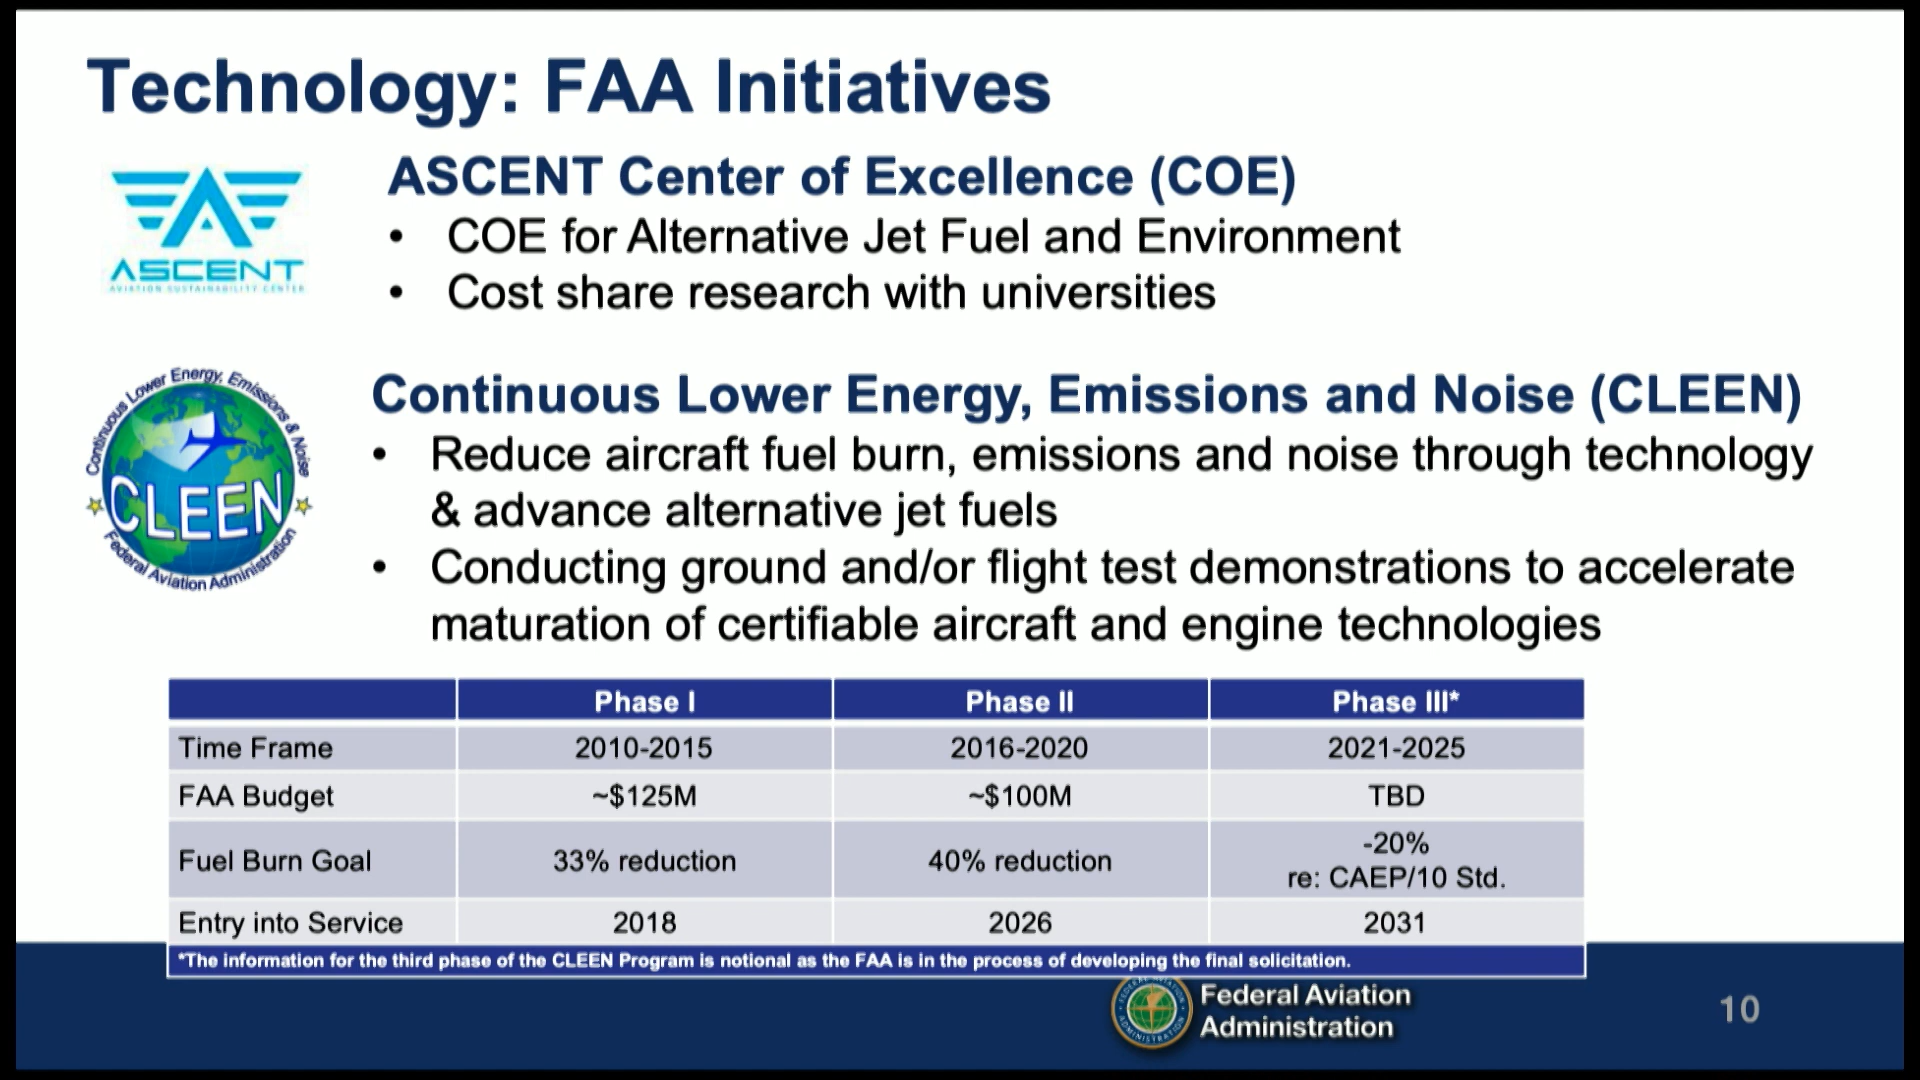 Technology: FAA Initiatives
ASCENT
AVIATION SUSTAINABILITY CENTER
ASCENT Center of Excellence (COE)
• COE for Alternative Jet Fuel and Environment
• Cost share research with universities
Continuous Lower Energy, Emissions & Noise
CLEEN
Federal Aviation Administration
Continuous Lower Energy, Emissions and Noise (CLEEN)
• Reduce aircraft fuel burn, emissions and noise through technology
& advance alternative jet fuels
• Conducting ground and/or flight test demonstrations to accelerate
maturation of certifiable aircraft and engine technologies
Phase I Phase II Phase III*
Time Frame 2010-2015 2016-2020 2021-2025
FAA Budget ~$125M ~$100M TBD
Fuel Burn Goal 33% reduction 40% reduction -20%
re: CAEP/10 Std.
Entry into Service 2018 2026 2031
*The information for the third phase of the CLEEN Program is notional as the FAA is in the process of developing the final solicitation.
Federal Aviation
Administration
10